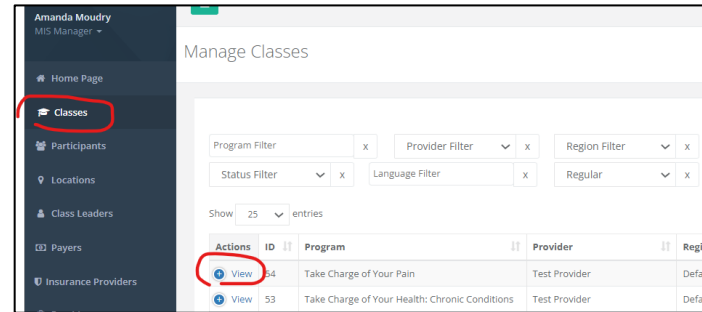 Amanda Moudry
MIS Manager
Manage Classes
Home Page
Classes
Participants
Locations
Class Leaders
Payers
Insurance Providers
Program Filter x Provider Filter x Region Filter x
Status Filter x Language Filter x Regular x
Show 25 entries
Actions ID Program Provider
View 54 Take Charge of Your Pain Test Provider
View 53 Take Charge of Your Health: Chronic Conditions Test Provider